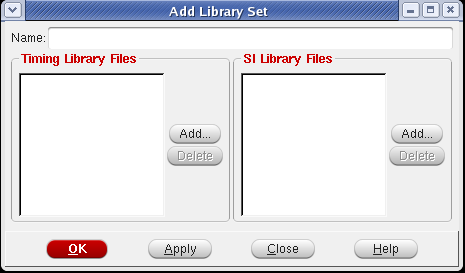 Add Library Set
Name:
Timing Library Files
SI Library Files
Add...
Add...
Delete
Delete
OK
Apply
Close
Help